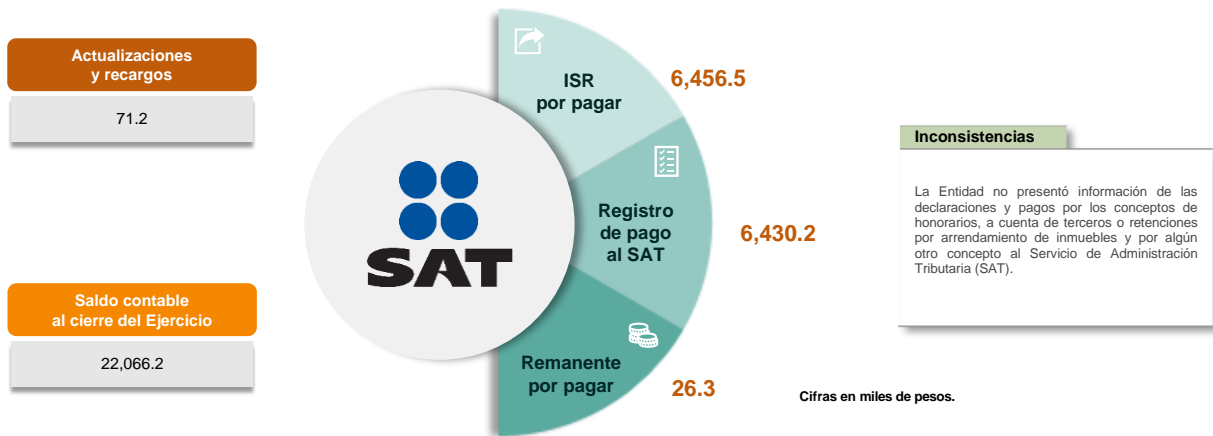 Actualizaciones
y recargos
71.2
Saldo contable
al cierre del Ejercicio
22,066.2
SAT
ISR
por pagar
6,456.5
Registro
de pago
al SAT
6,430.2
Remanente
por pagar
26.3
Inconsistencias
La Entidad no presentó información de las
declaraciones y pagos por los conceptos de
honorarios, a cuenta de terceros o retenciones
por arrendamiento de inmuebles y por algún
otro concepto al Servicio de Administración
Tributaria (SAT).
Cifras en miles de pesos.